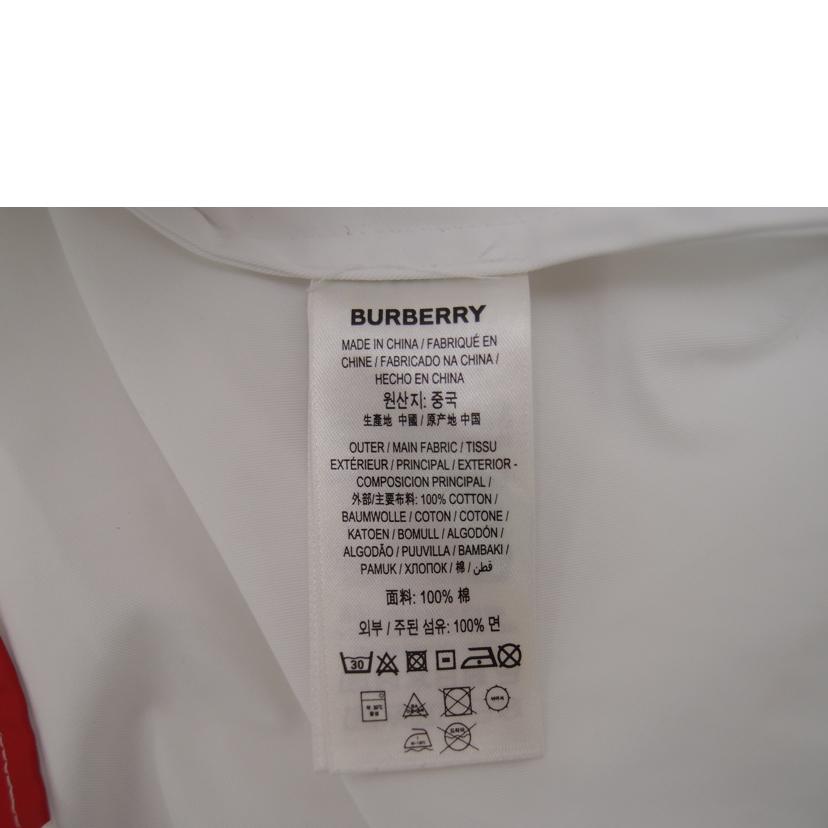 BURBERRY
MADE IN CHINA / FABRIQUÉ EN
CHINE / FABRICADO NA CHINA /
HECHO EN CHINA
원산지: 중국
生產地 中國 / 原产地 中国
OUTER / MAIN FABRIC / TISSU
EXTÉRIEUR / PRINCIPAL / EXTERIOR -
COMPOSICION PRINCIPAL /
外部/主要布料: 100% COTTON /
BAUMWOLLE / COTON / COTONE /
KATOEN / BOMULL / ALGODÓN /
ALGODÃO / PUUVILLA / BAMBAKI /
PAMUK / ХЛОПОК / 棉 / قطن
面料: 100% 棉
외부 / 주된 섬유: 100% 면
30